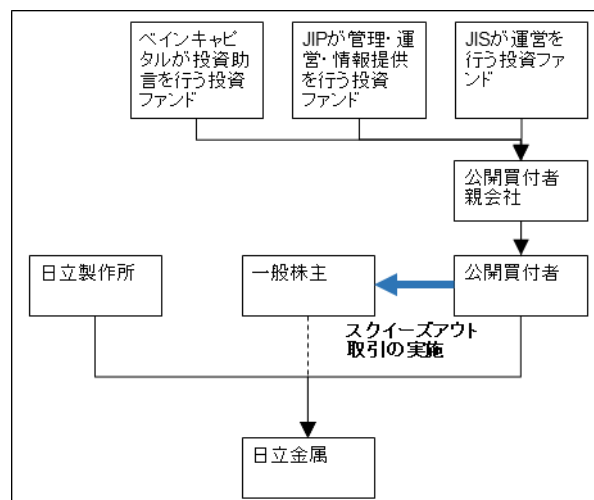 ベインキャピ
タルが投資助
言を行う投資
ファンド
JIPが管理・運
営・情報提供
を行う投資
ファンド
JISが運営を
行う投資ファ
ンド
公開買付者
親会社
日立製作所
一般株主
公開買付者
スクイーズアウト
取引の実施
日立金属